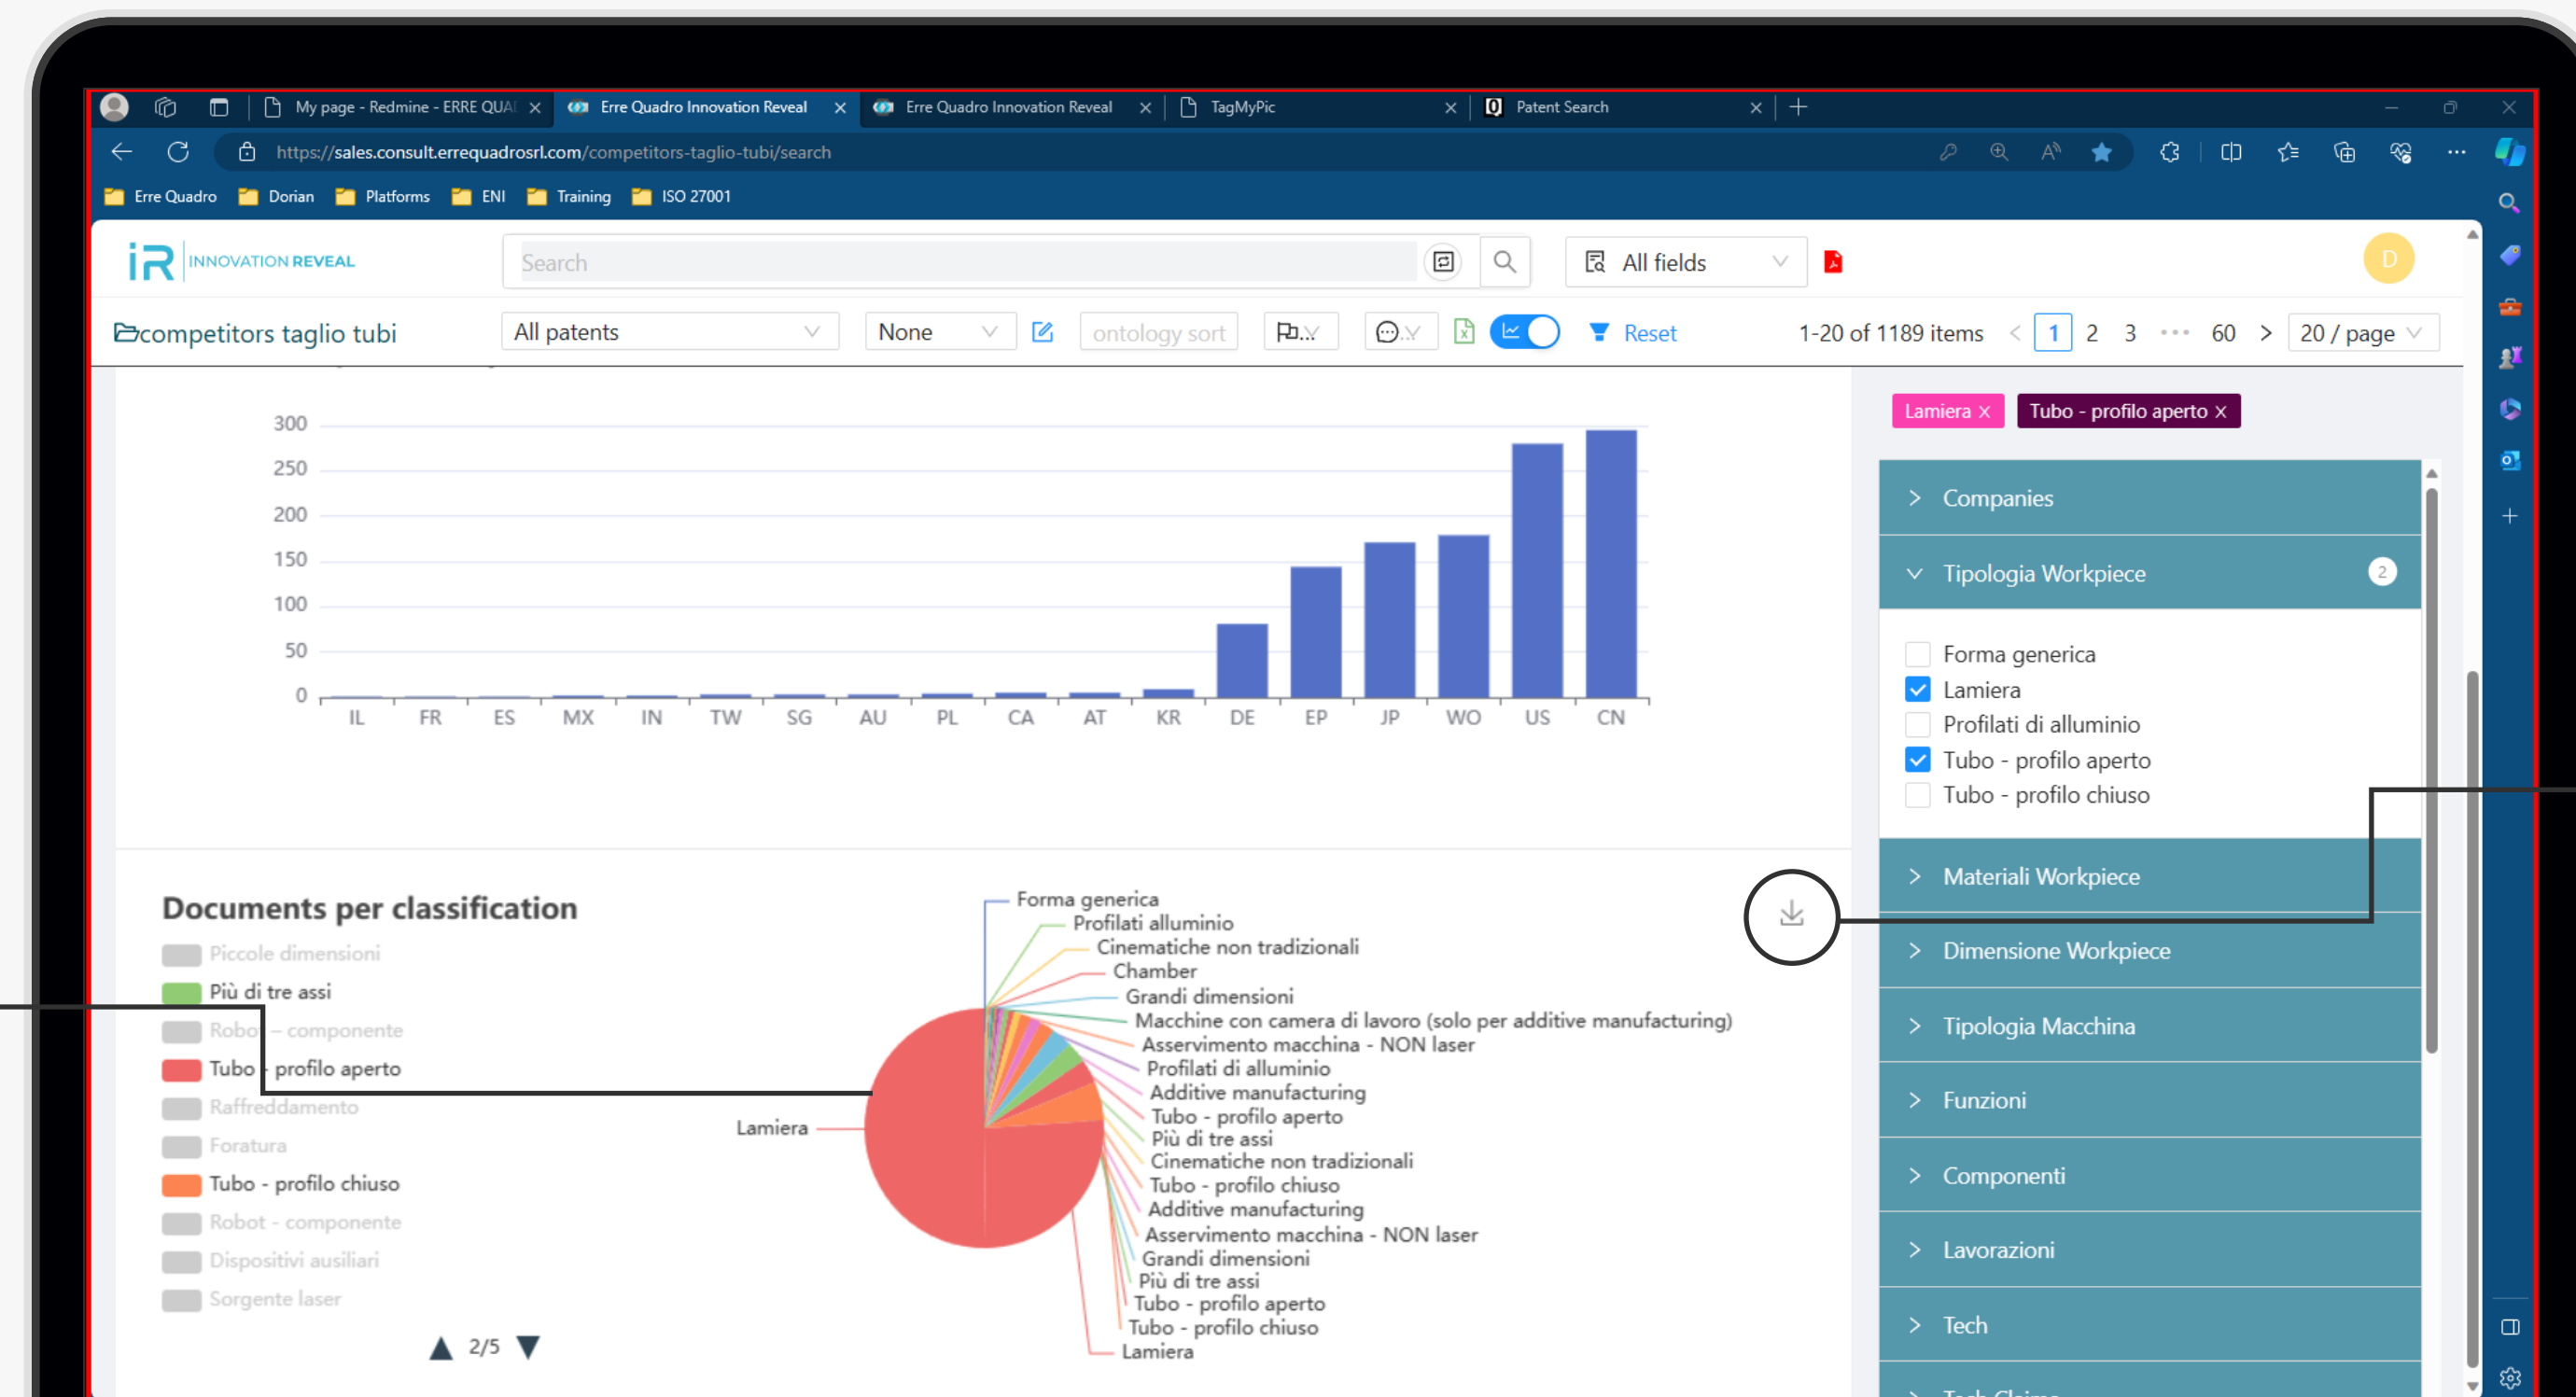 My page - Redmine - ERRE QUA
Erre Quadro Innovation Reveal
Erre Quadro Innovation Reveal
TagMyPic
Patent Search
https://sales.consult.errequadrosrl.com/competitors-taglio-tubi/search
Erre Quadro
Dorian
Platforms
ENI
Training
ISO 27001
iR INNOVATION REVEAL
Search
All fields
D
competitors taglio tubi
All patents
None
ontology sort
Reset
1-20 of 1189 items
< 1 2 3 ••• 60 >
20 / page
Lamiera ×
Tubo - profilo aperto ×
300
250
200
150
100
50
0
IL FR ES MX IN TW SG AU PL CA AT KR DE EP JP WO US CN
Companies
Tipologia Workpiece 2
Forma generica
Lamiera
Profilati di alluminio
Tubo - profilo aperto
Tubo - profilo chiuso
Materiali Workpiece
Dimensione Workpiece
Tipologia Macchina
Funzioni
Componenti
Lavorazioni
Tech
Documents per classification
Piccole dimensioni
Più di tre assi
Robot – componente
Tubo - profilo aperto
Raffreddamento
Foratura
Tubo - profilo chiuso
Robot - componente
Dispositivi ausiliari
Sorgente laser
2/5
Lamiera
Forma generica
Profilati alluminio
Cinematiche non tradizionali
Chamber
Grandi dimensioni
Macchine con camera di lavoro (solo per additive manufacturing)
Asservimento macchina - NON laser
Profilati di alluminio
Additive manufacturing
Tubo - profilo aperto
Più di tre assi
Cinematiche non tradizionali
Tubo - profilo chiuso
Additive manufacturing
Asservimento macchina - NON laser
Grandi dimensioni
Più di tre assi
Tubo - profilo aperto
Tubo - profilo chiuso
Lamiera